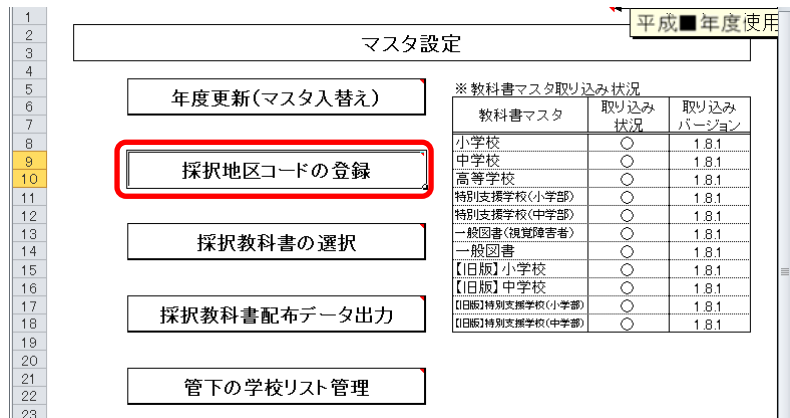 平成■年度使用
マスタ設定
年度更新(マスタ入替え)
採択地区コードの登録
採択教科書の選択
採択教科書配布データ出力
管下の学校リスト管理
※教科書マスタ取り込み状況
教科書マスタ 取り込み状況 取り込みバージョン
小学校 ○ 1.8.1
中学校 ○ 1.8.1
高等学校 ○ 1.8.1
特別支援学校(小学部) ○ 1.8.1
特別支援学校(中学部) ○ 1.8.1
一般図書(視覚障害者) ○ 1.8.1
一般図書 ○ 1.8.1
【旧版】小学校 ○ 1.8.1
【旧版】中学校 ○ 1.8.1
【旧版】特別支援学校(小学部) ○ 1.8.1
【旧版】特別支援学校(中学部) ○ 1.8.1
1
2
3
4
5
6
7
8
9
10
11
12
13
14
15
16
17
18
19
20
21
22
23